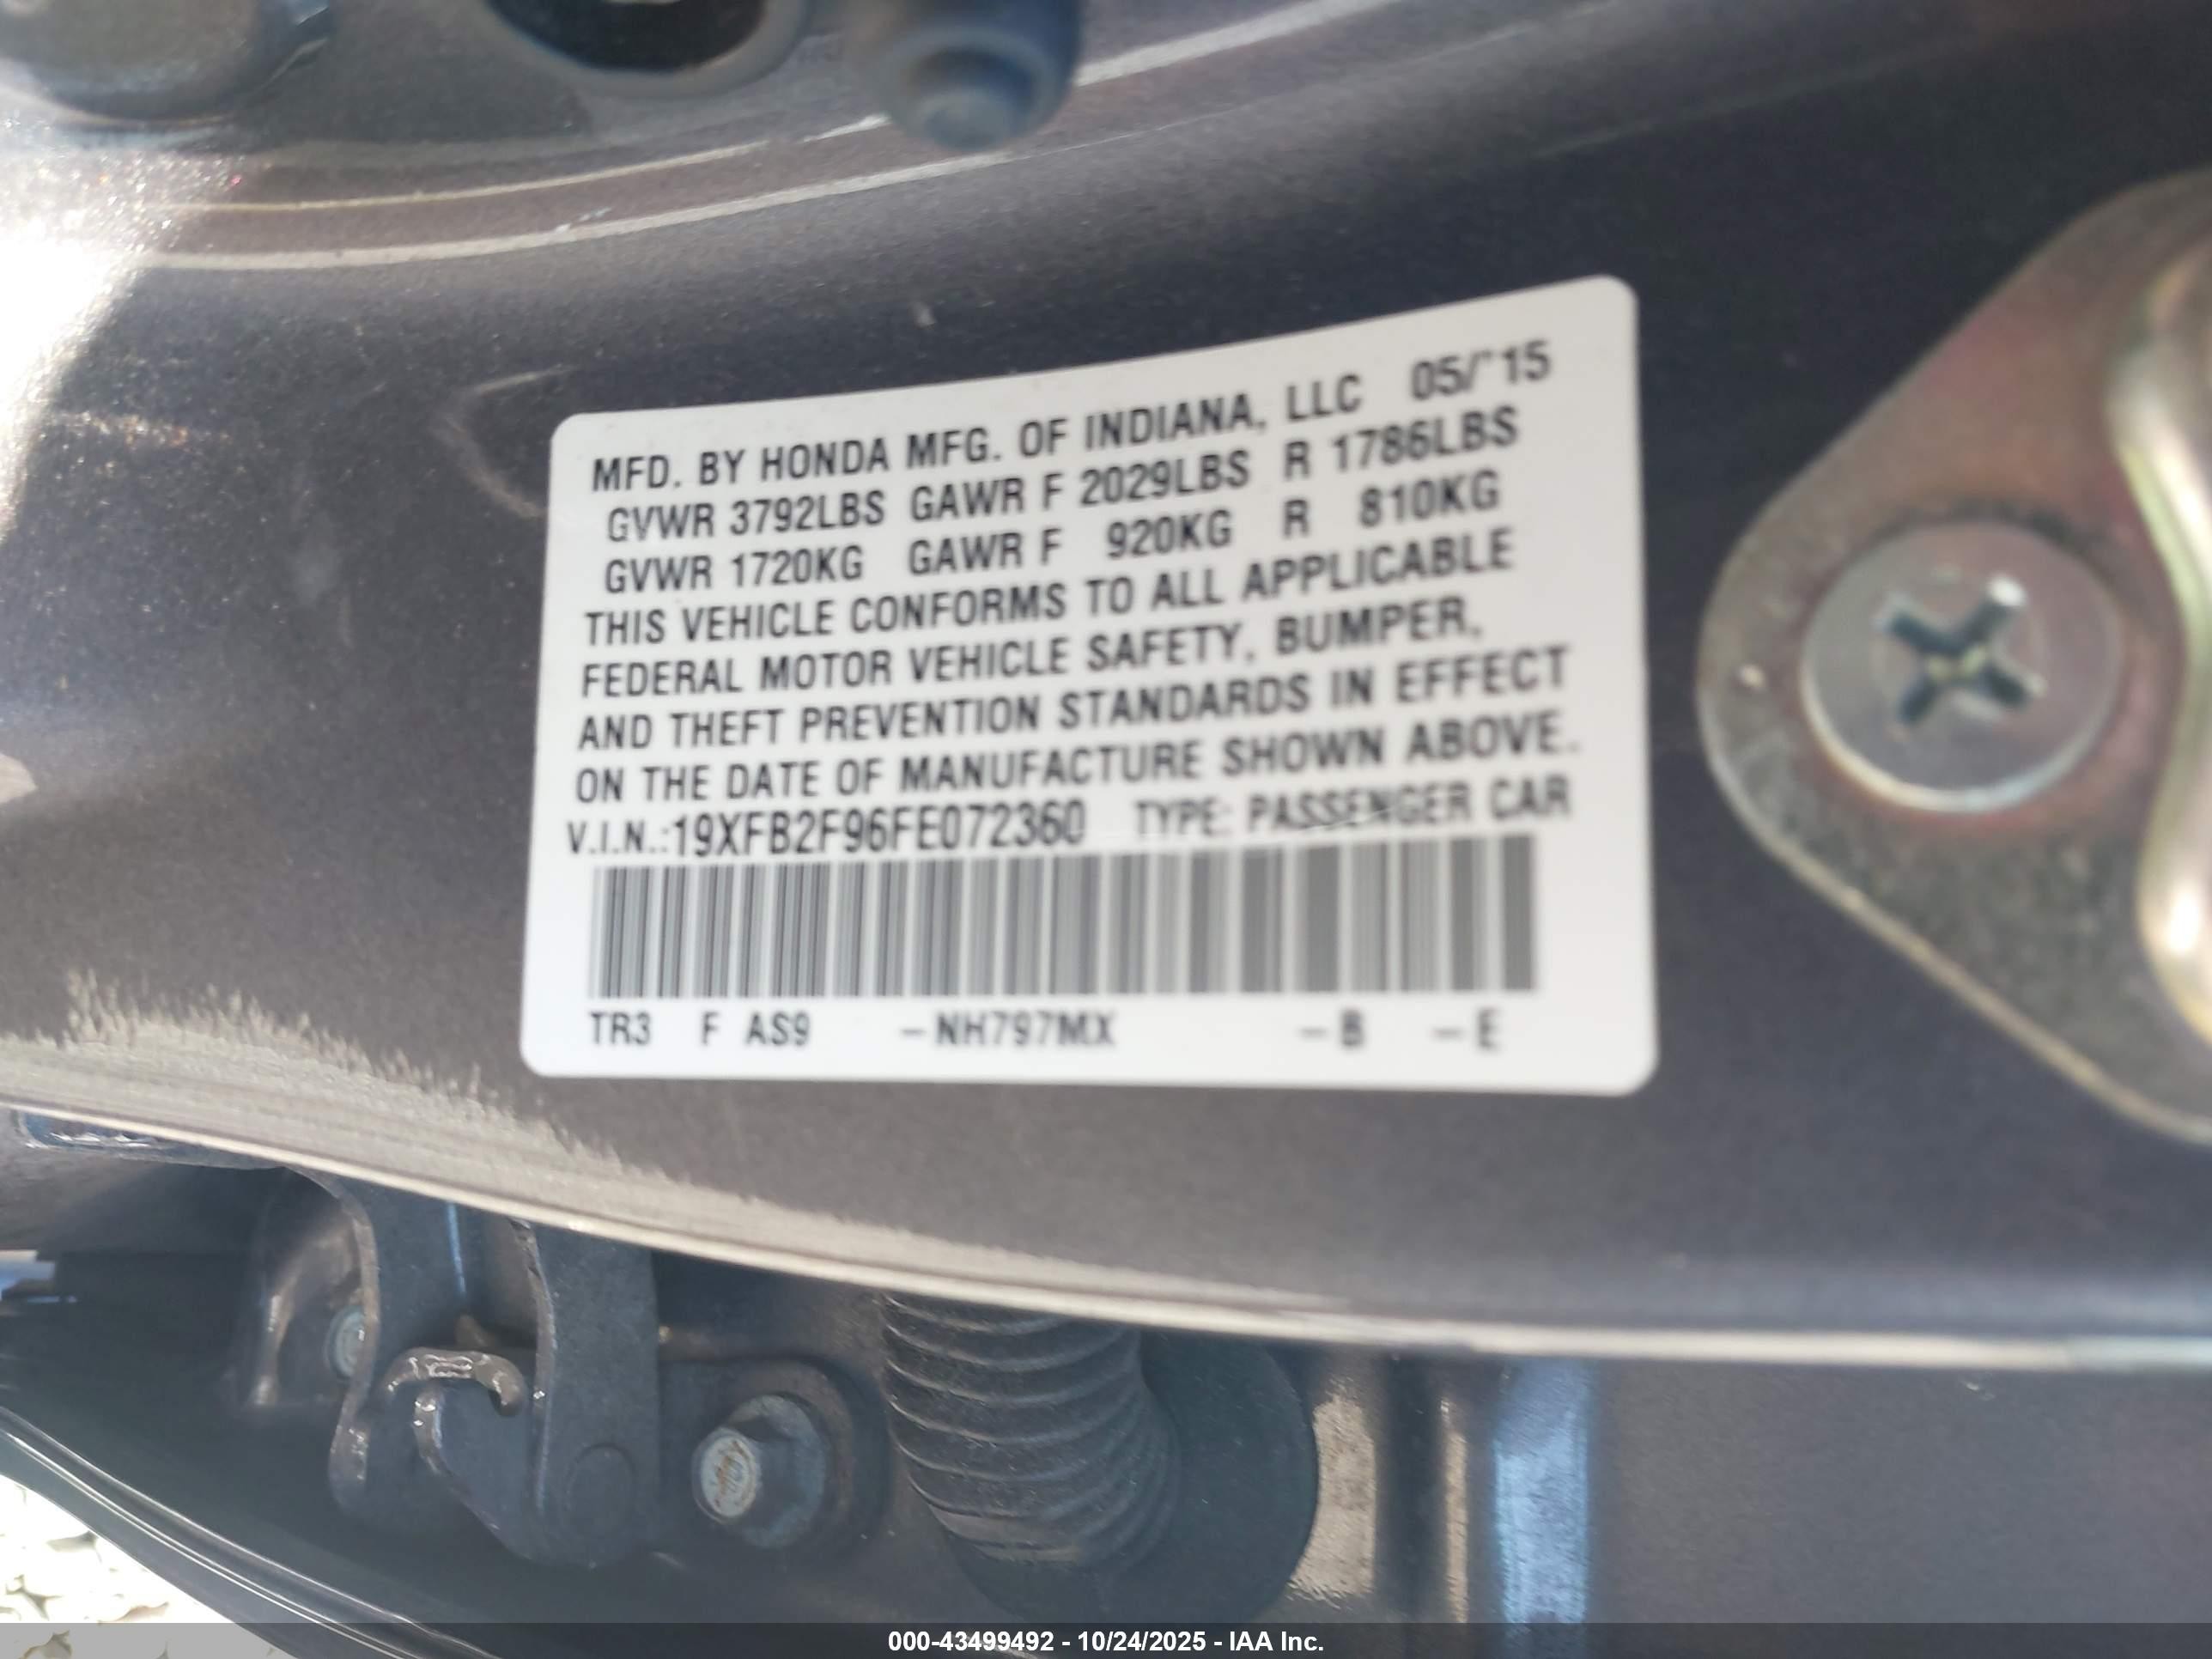 MFD. BY HONDA MFG. OF INDIANA, LLC 05/'15
GVWR 3792LBS GAWR F 2029LBS R 1786LBS
GVWR 1720KG GAWR F 920KG R 810KG
THIS VEHICLE CONFORMS TO ALL APPLICABLE
FEDERAL MOTOR VEHICLE SAFETY, BUMPER,
AND THEFT PREVENTION STANDARDS IN EFFECT
ON THE DATE OF MANUFACTURE SHOWN ABOVE.
V.I.N.:19XFB2F96FE072360 TYPE: PASSENGER CAR
TR3 F AS9 -NH797MX -B -E
000-43499492 - 10/24/2025 - IAA Inc.